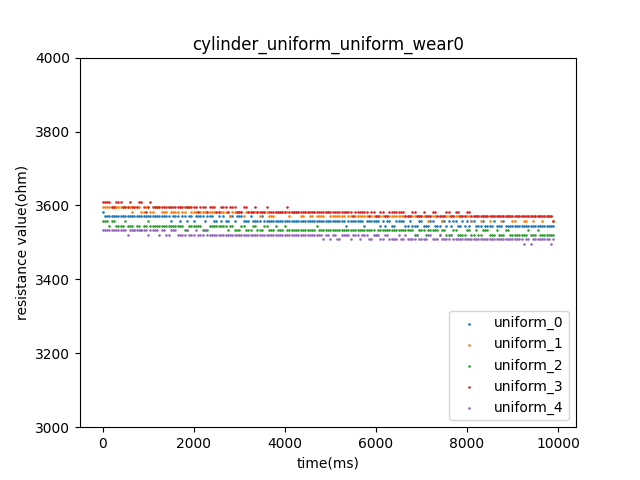 cylinder_uniform_uniform_wear0
4000
3800
3600
3400
3200
3000
resistance value(ohm)
0
2000
4000
6000
8000
10000
time(ms)
uniform_0
uniform_1
uniform_2
uniform_3
uniform_4